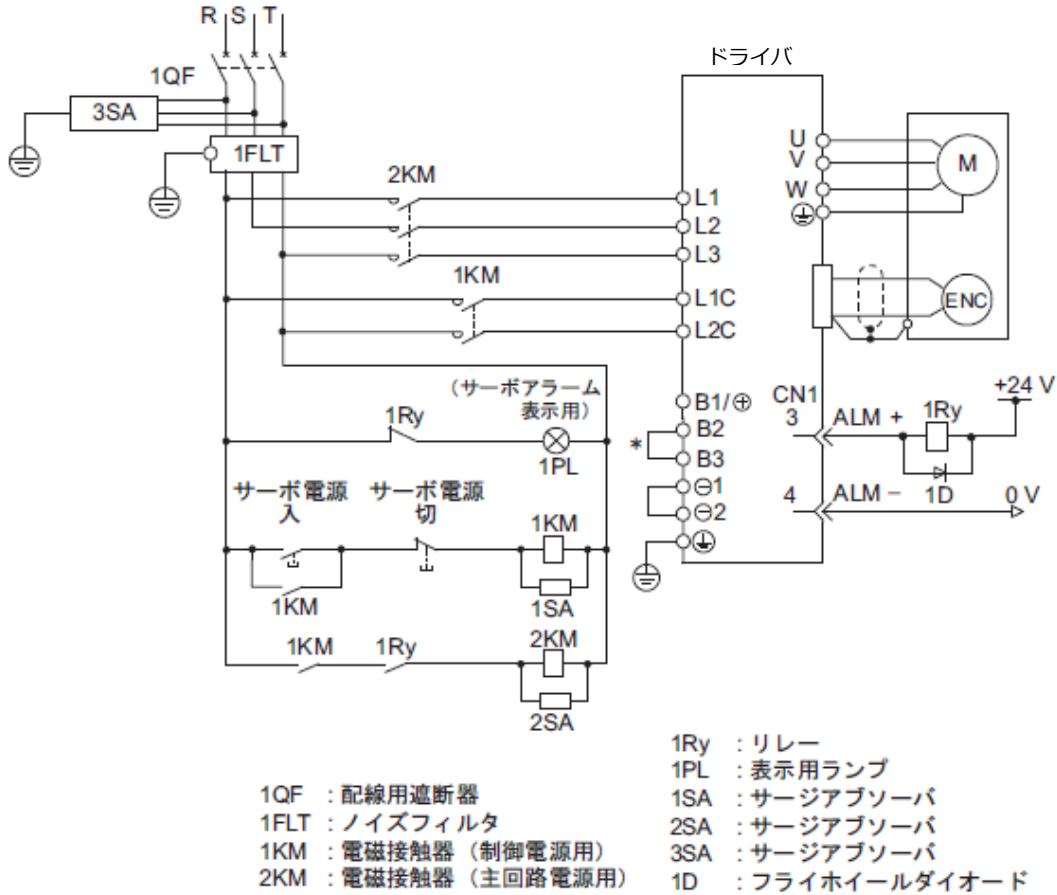 R S T
ドライバ
1QF
3SA
1FLT
U
V
W
M
2KM
L1
L2
L3
1KM
L1C
L2C
ENC
(サーボアラーム
表示用)
1Ry
1PL
B1/⊕
B2
*
B3
⊖1
⊖2
CN1
3
ALM +
1Ry
+24 V
1D
4
ALM −
0 V
サーボ電源
入
サーボ電源
切
1KM
1KM
1SA
1KM
1Ry
2KM
2SA
1QF : 配線用遮断器
1FLT : ノイズフィルタ
1KM : 電磁接触器(制御電源用)
2KM : 電磁接触器(主回路電源用)
1Ry : リレー
1PL : 表示用ランプ
1SA : サージアブソーバ
2SA : サージアブソーバ
3SA : サージアブソーバ
1D : フライホイールダイオード